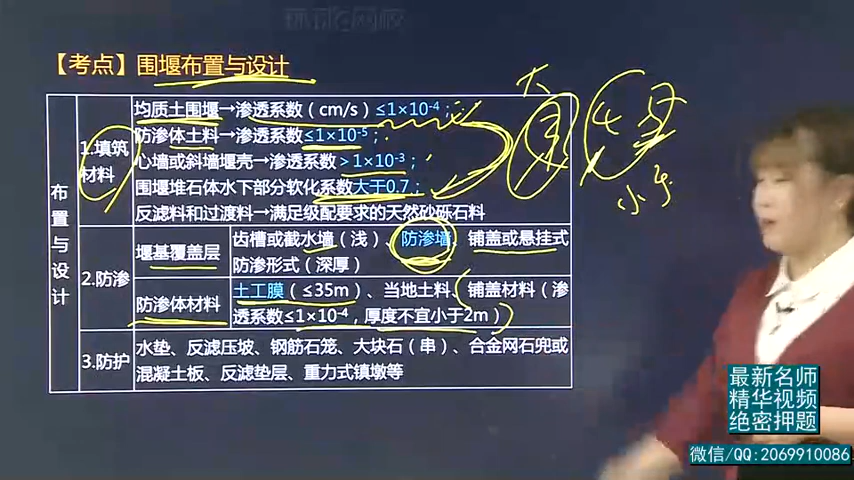 环球网校
【考点】围堰布置与设计
布置与设计
1.填筑材料
均质土围堰→渗透系数（cm/s）≤1×10-4；
防渗体土料→渗透系数≤1×10-5；
心墙或斜墙堰壳→渗透系数＞1×10-3；
围堰堆石体水下部分软化系数大于0.7；
反滤料和过渡料→满足级配要求的天然砂砾石料
2.防渗
堰基覆盖层
齿槽或截水墙（浅）、防渗墙、铺盖或悬挂式
防渗形式（深厚）
防渗体材料
土工膜（≤35m）、当地土料、铺盖材料（渗
透系数≤1×10-4，厚度不宜小于2m）
3.防护
水垫、反滤压坡、钢筋石笼、大块石（串）、合金网石兜或
混凝土板、反滤垫层、重力式镇墩等
大
3
4 5
小于
最新名师
精华视频
绝密押题
微信/QQ:2069910086